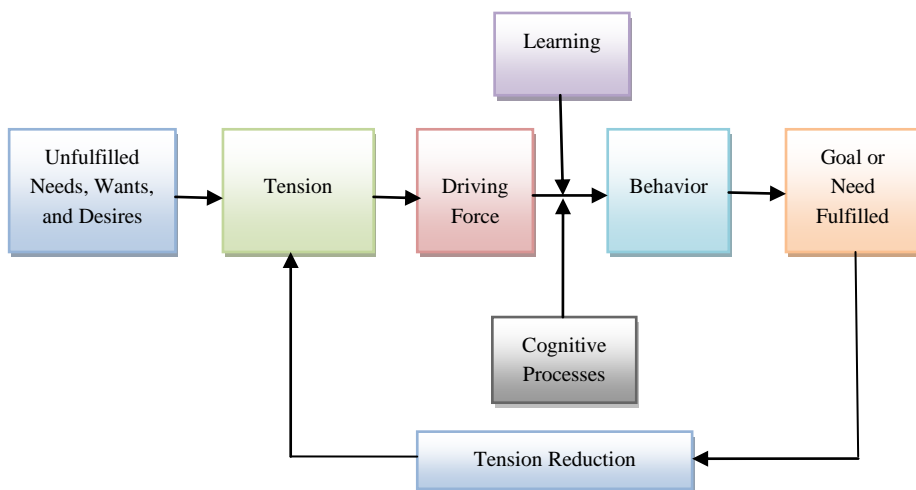 Learning
Unfulfilled
Needs, Wants,
and Desires
Tension
Driving
Force
Behavior
Goal or
Need
Fulfilled
Cognitive
Processes
Tension Reduction